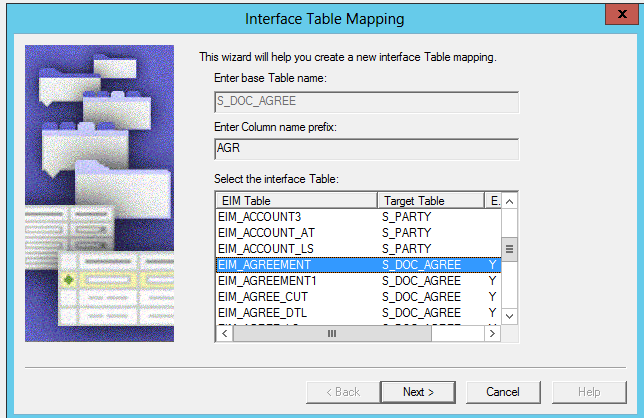 Interface Table Mapping
x
This wizard will help you create a new interface Table mapping.
Enter base Table name:
S_DOC_AGREE
Enter Column name prefix:
AGR
Select the interface Table:
EIM Table Target Table E.
EIM_ACCOUNT3 S_PARTY
EIM_ACCOUNT_AT S_PARTY
EIM_ACCOUNT_LS S_PARTY
EIM_AGREEMENT S_DOC_AGREE Y
EIM_AGREEMENT1 S_DOC_AGREE Y
EIM_AGREE_CUT S_DOC_AGREE Y
EIM_AGREE_DTL S_DOC_AGREE Y
< Back Next > Cancel Help